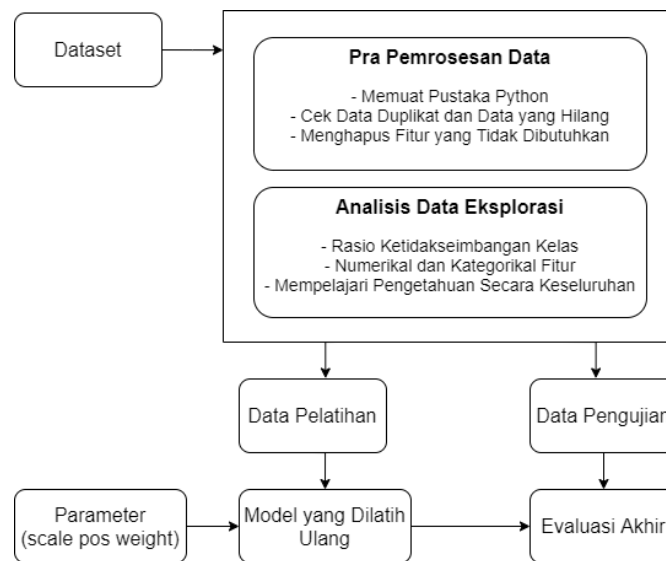 Dataset
Pra Pemrosesan Data
- Memuat Pustaka Python
- Cek Data Duplikat dan Data yang Hilang
- Menghapus Fitur yang Tidak Dibutuhkan
Analisis Data Eksplorasi
- Rasio Ketidakseimbangan Kelas
- Numerikal dan Kategorikal Fitur
- Mempelajari Pengetahuan Secara Keseluruhan
Data Pelatihan
Data Pengujian
Parameter
(scale pos weight)
Model yang Dilatih
Ulang
Evaluasi Akhir